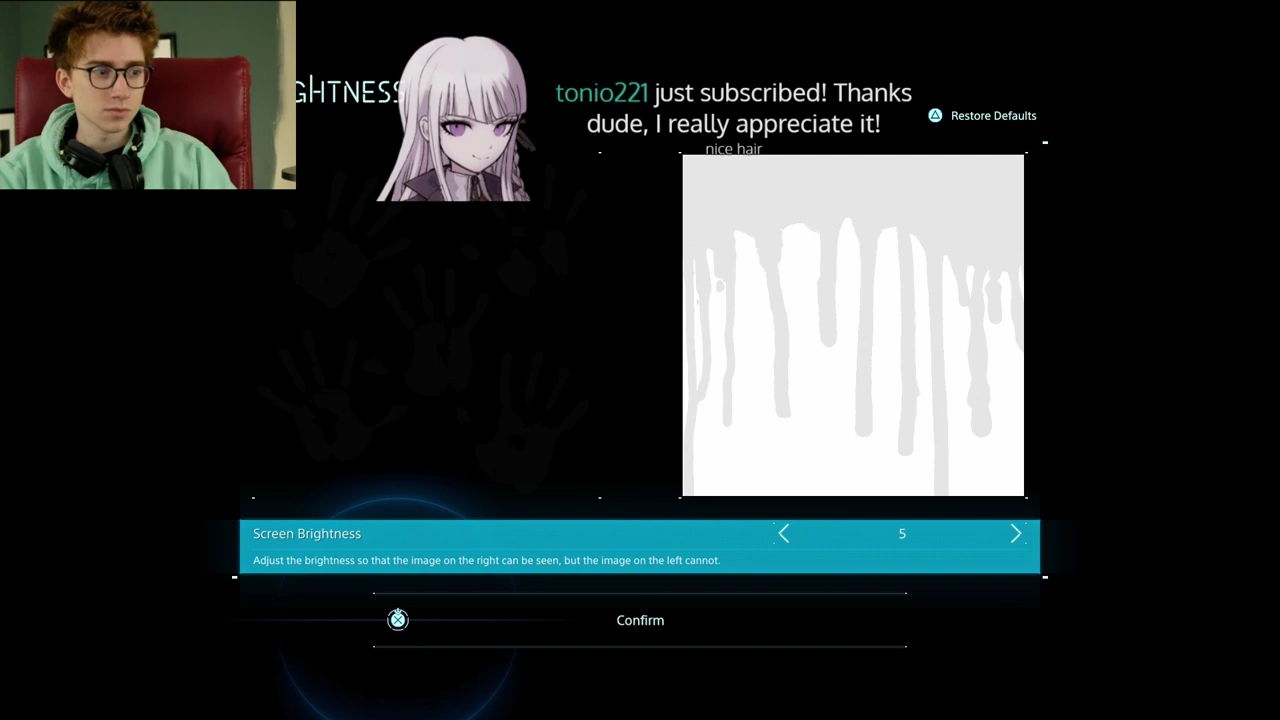 GHTNESS
tonio221 just subscribed! Thanks
dude, I really appreciate it!
nice hair
Restore Defaults
Screen Brightness
5
Adjust the brightness so that the image on the right can be seen, but the image on the left cannot.
Confirm